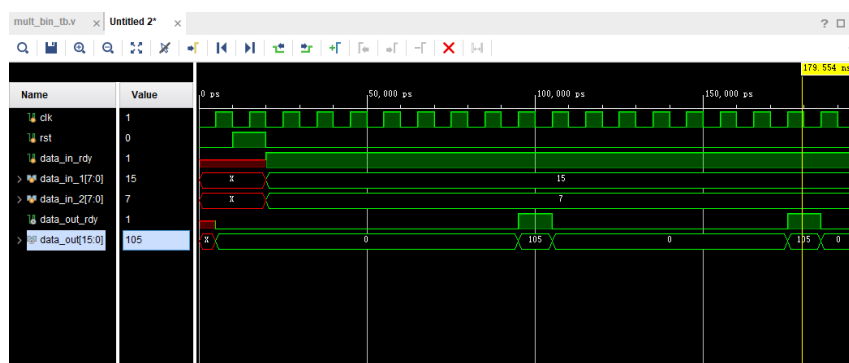 mult_bin_tb.v × Untitled 2* ×
179.554 ns
Name Value
0 ps 50,000 ps 100,000 ps 150,000 ps
clk 1
rst 0
data_in_rdy 1
data_in_1[7:0] 15 X 15
data_in_2[7:0] 7 X 7
data_out_rdy 1
data_out[15:0] 105 X 0 105 0 105 0